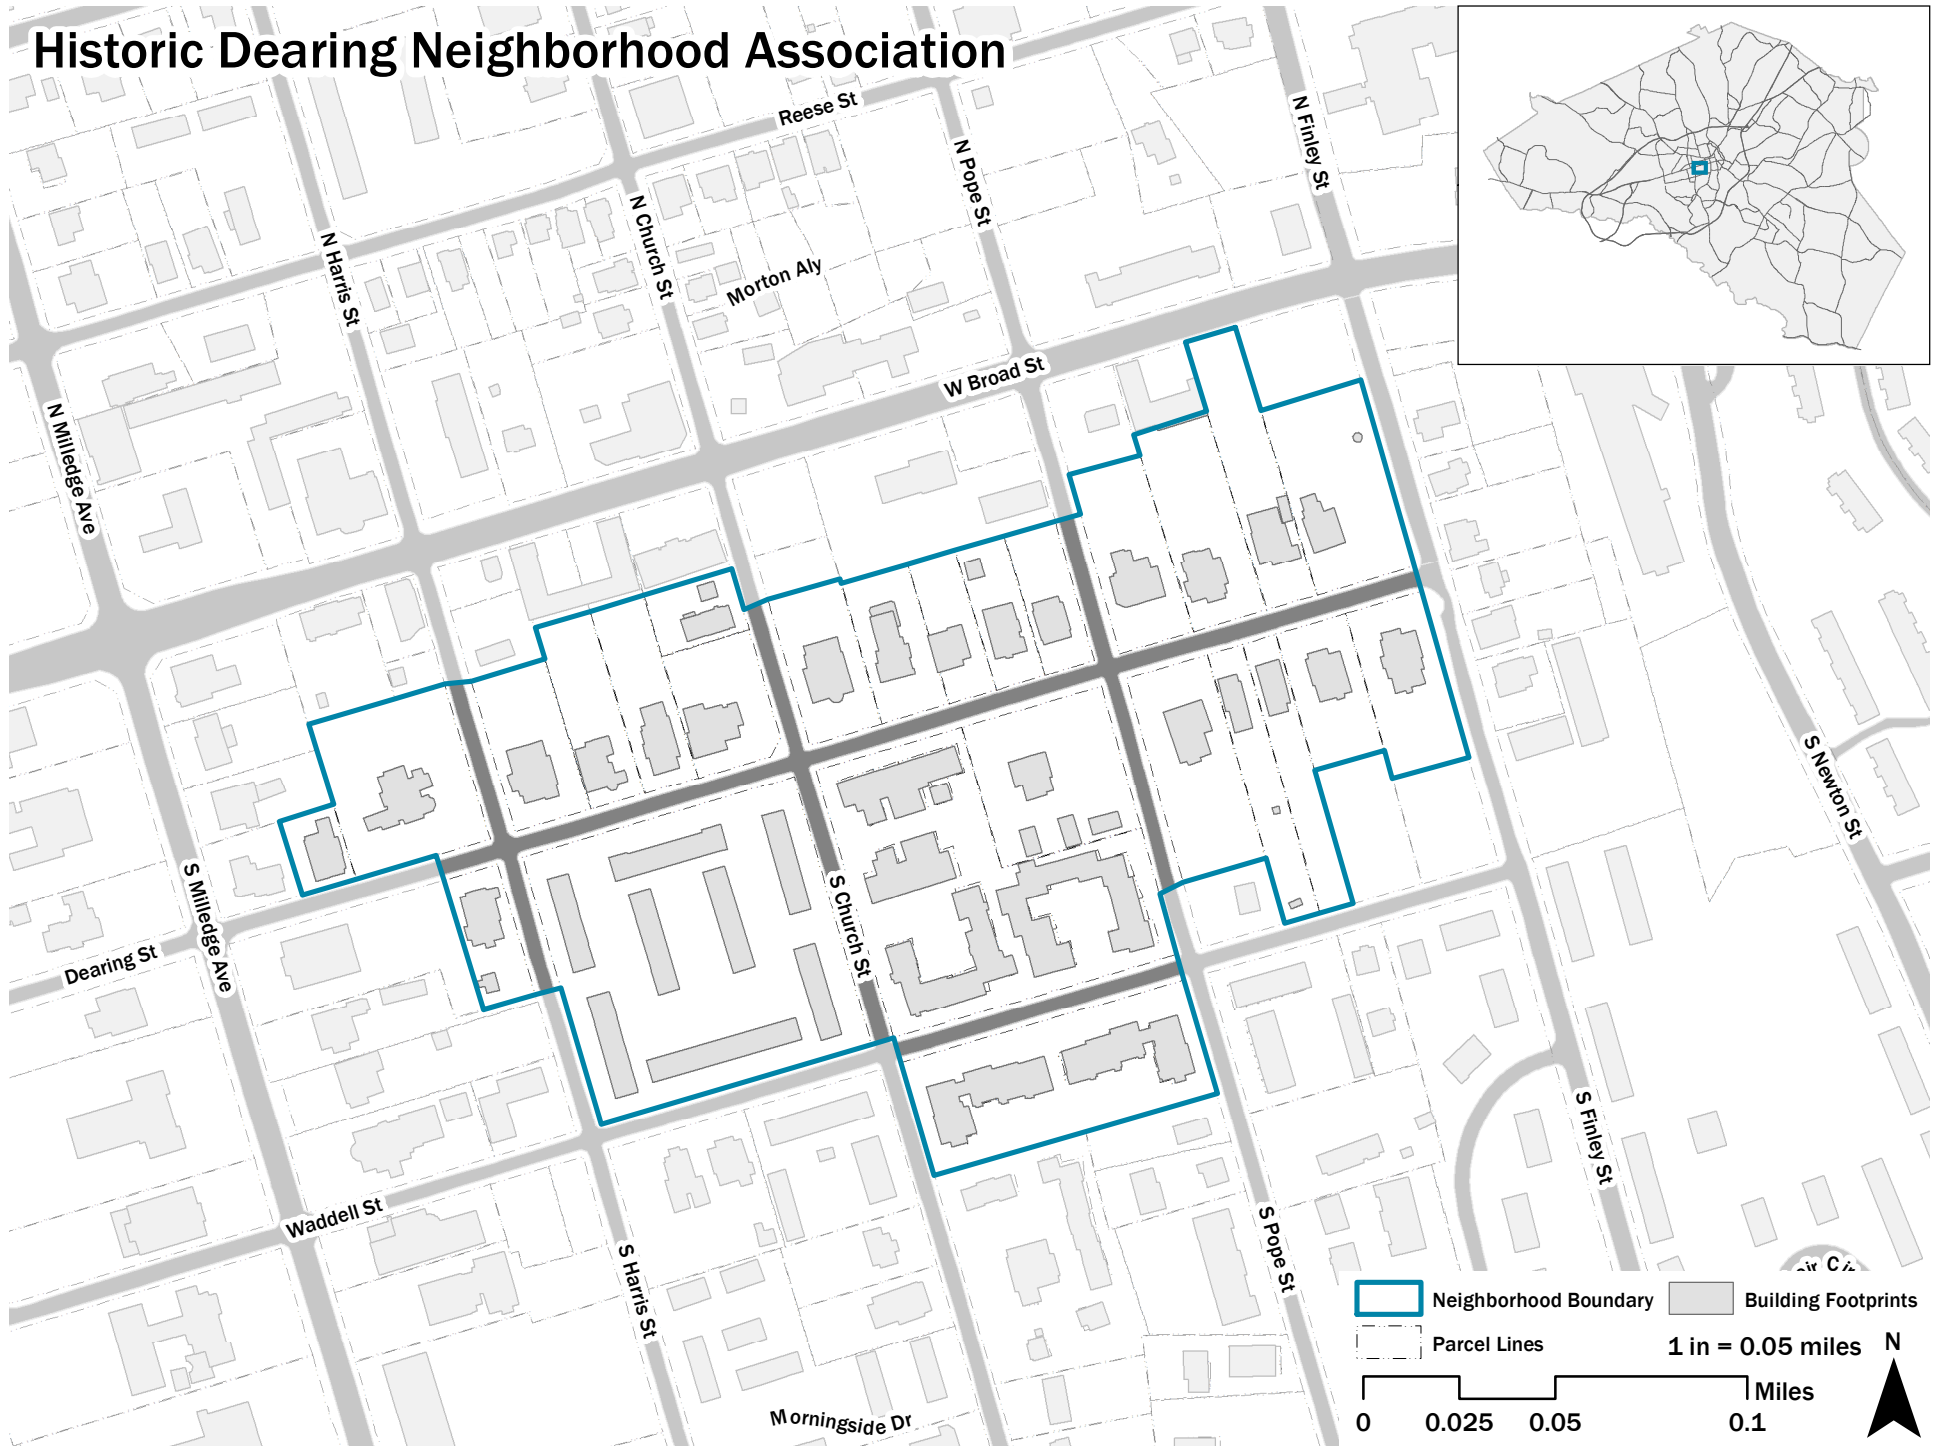 Historic Dearing Neighborhood Association
Reese St
N Finley St
N Pope St
N Church St
N Harris St
Morton Aly
W Broad St
N Milledge Ave
S Newton St
S Milledge Ave
S Church St
Dearing St
S Finley St
Waddell St
S Pope St
S Harris St
Morningside Dr
Neighborhood Boundary
Building Footprints
Parcel Lines
1 in = 0.05 miles
N
Miles
0 0.025 0.05 0.1